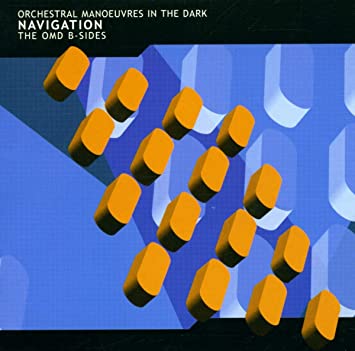 ORCHESTRAL MANOEUVRES IN THE DARK
NAVIGATION
THE OMD B-SIDES